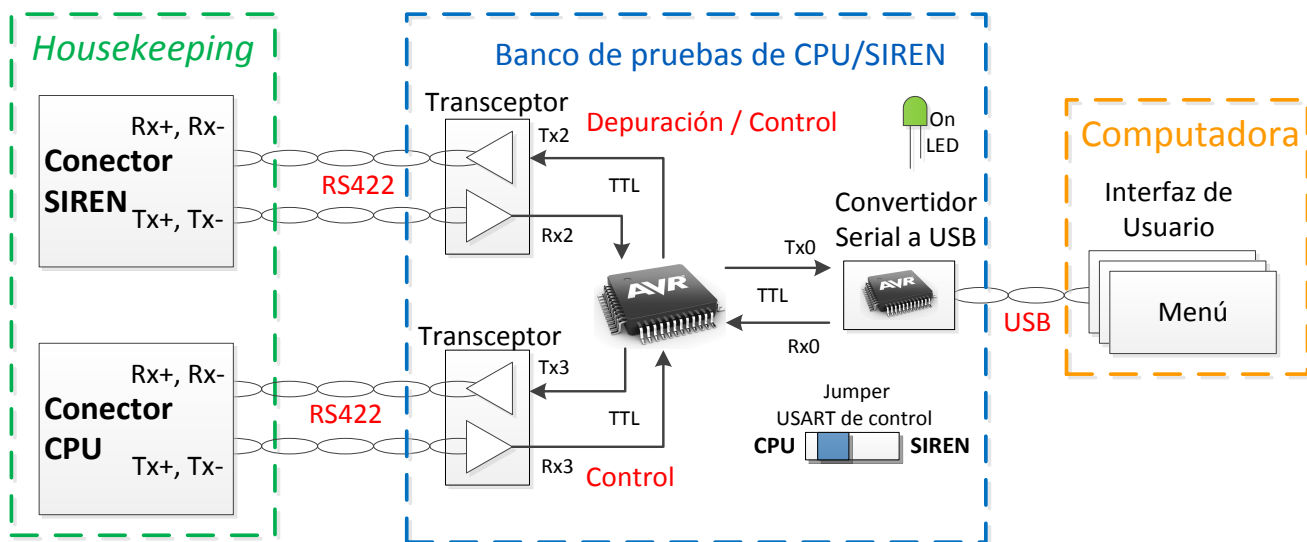 Housekeeping
Rx+, Rx-
Conector
SIREN
Tx+, Tx-
RS422
Rx+, Rx-
Conector
CPU
Tx+, Tx-
RS422
Banco de pruebas de CPU/SIREN
Transceptor
Tx2
Depuración / Control
TTL
Rx2
AVR
Transceptor
Tx3
TTL
Rx3
Control
On
LED
Convertidor
Serial a USB
Tx0
TTL
Rx0
AVR
Jumper
USART de control
CPU
SIREN
USB
Computadora
Interfaz de
Usuario
Menú